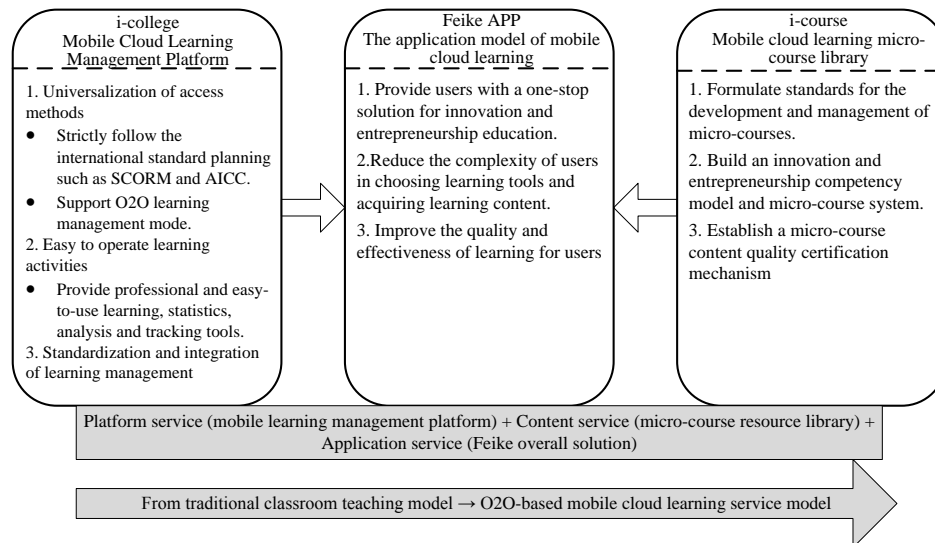 i-college
Mobile Cloud Learning
Management Platform
1. Universalization of access
methods
● Strictly follow the
international standard planning
such as SCORM and AICC.
● Support O2O learning
management mode.
2. Easy to operate learning
activities
● Provide professional and easy-
to-use learning, statistics,
analysis and tracking tools.
3. Standardization and integration
of learning management
Feike APP
The application model of mobile
cloud learning
1. Provide users with a one-stop
solution for innovation and
entrepreneurship education.
2.Reduce the complexity of users
in choosing learning tools and
acquiring learning content.
3. Improve the quality and
effectiveness of learning for users
i-course
Mobile cloud learning micro-
course library
1. Formulate standards for the
development and management of
micro-courses.
2. Build an innovation and
entrepreneurship competency
model and micro-course system.
3. Establish a micro-course
content quality certification
mechanism
Platform service (mobile learning management platform) + Content service (micro-course resource library) +
Application service (Feike overall solution)
From traditional classroom teaching model → O2O-based mobile cloud learning service model